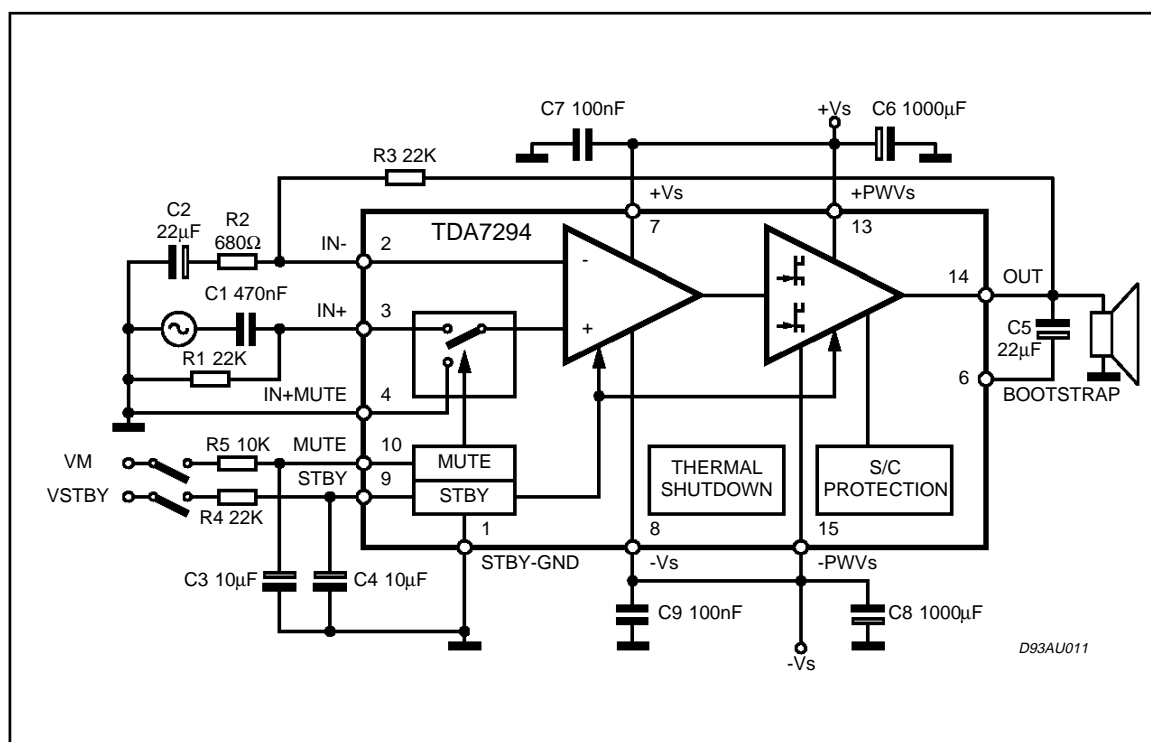 C7 100nF
+Vs
C6 1000µF
R3 22K
+Vs
+PWVs
C2
22µF
R2
680Ω
IN-
2
TDA7294
7
13
-
14
OUT
C1 470nF
IN+
3
+
C5
22µF
R1 22K
IN+MUTE
4
6
BOOTSTRAP
VM
R5 10K
MUTE
10
MUTE
THERMAL
SHUTDOWN
S/C
PROTECTION
VSTBY
R4 22K
STBY
9
STBY
1
8
15
STBY-GND
-Vs
-PWVs
C3 10µF
C4 10µF
C9 100nF
C8 1000µF
-Vs
D93AU011